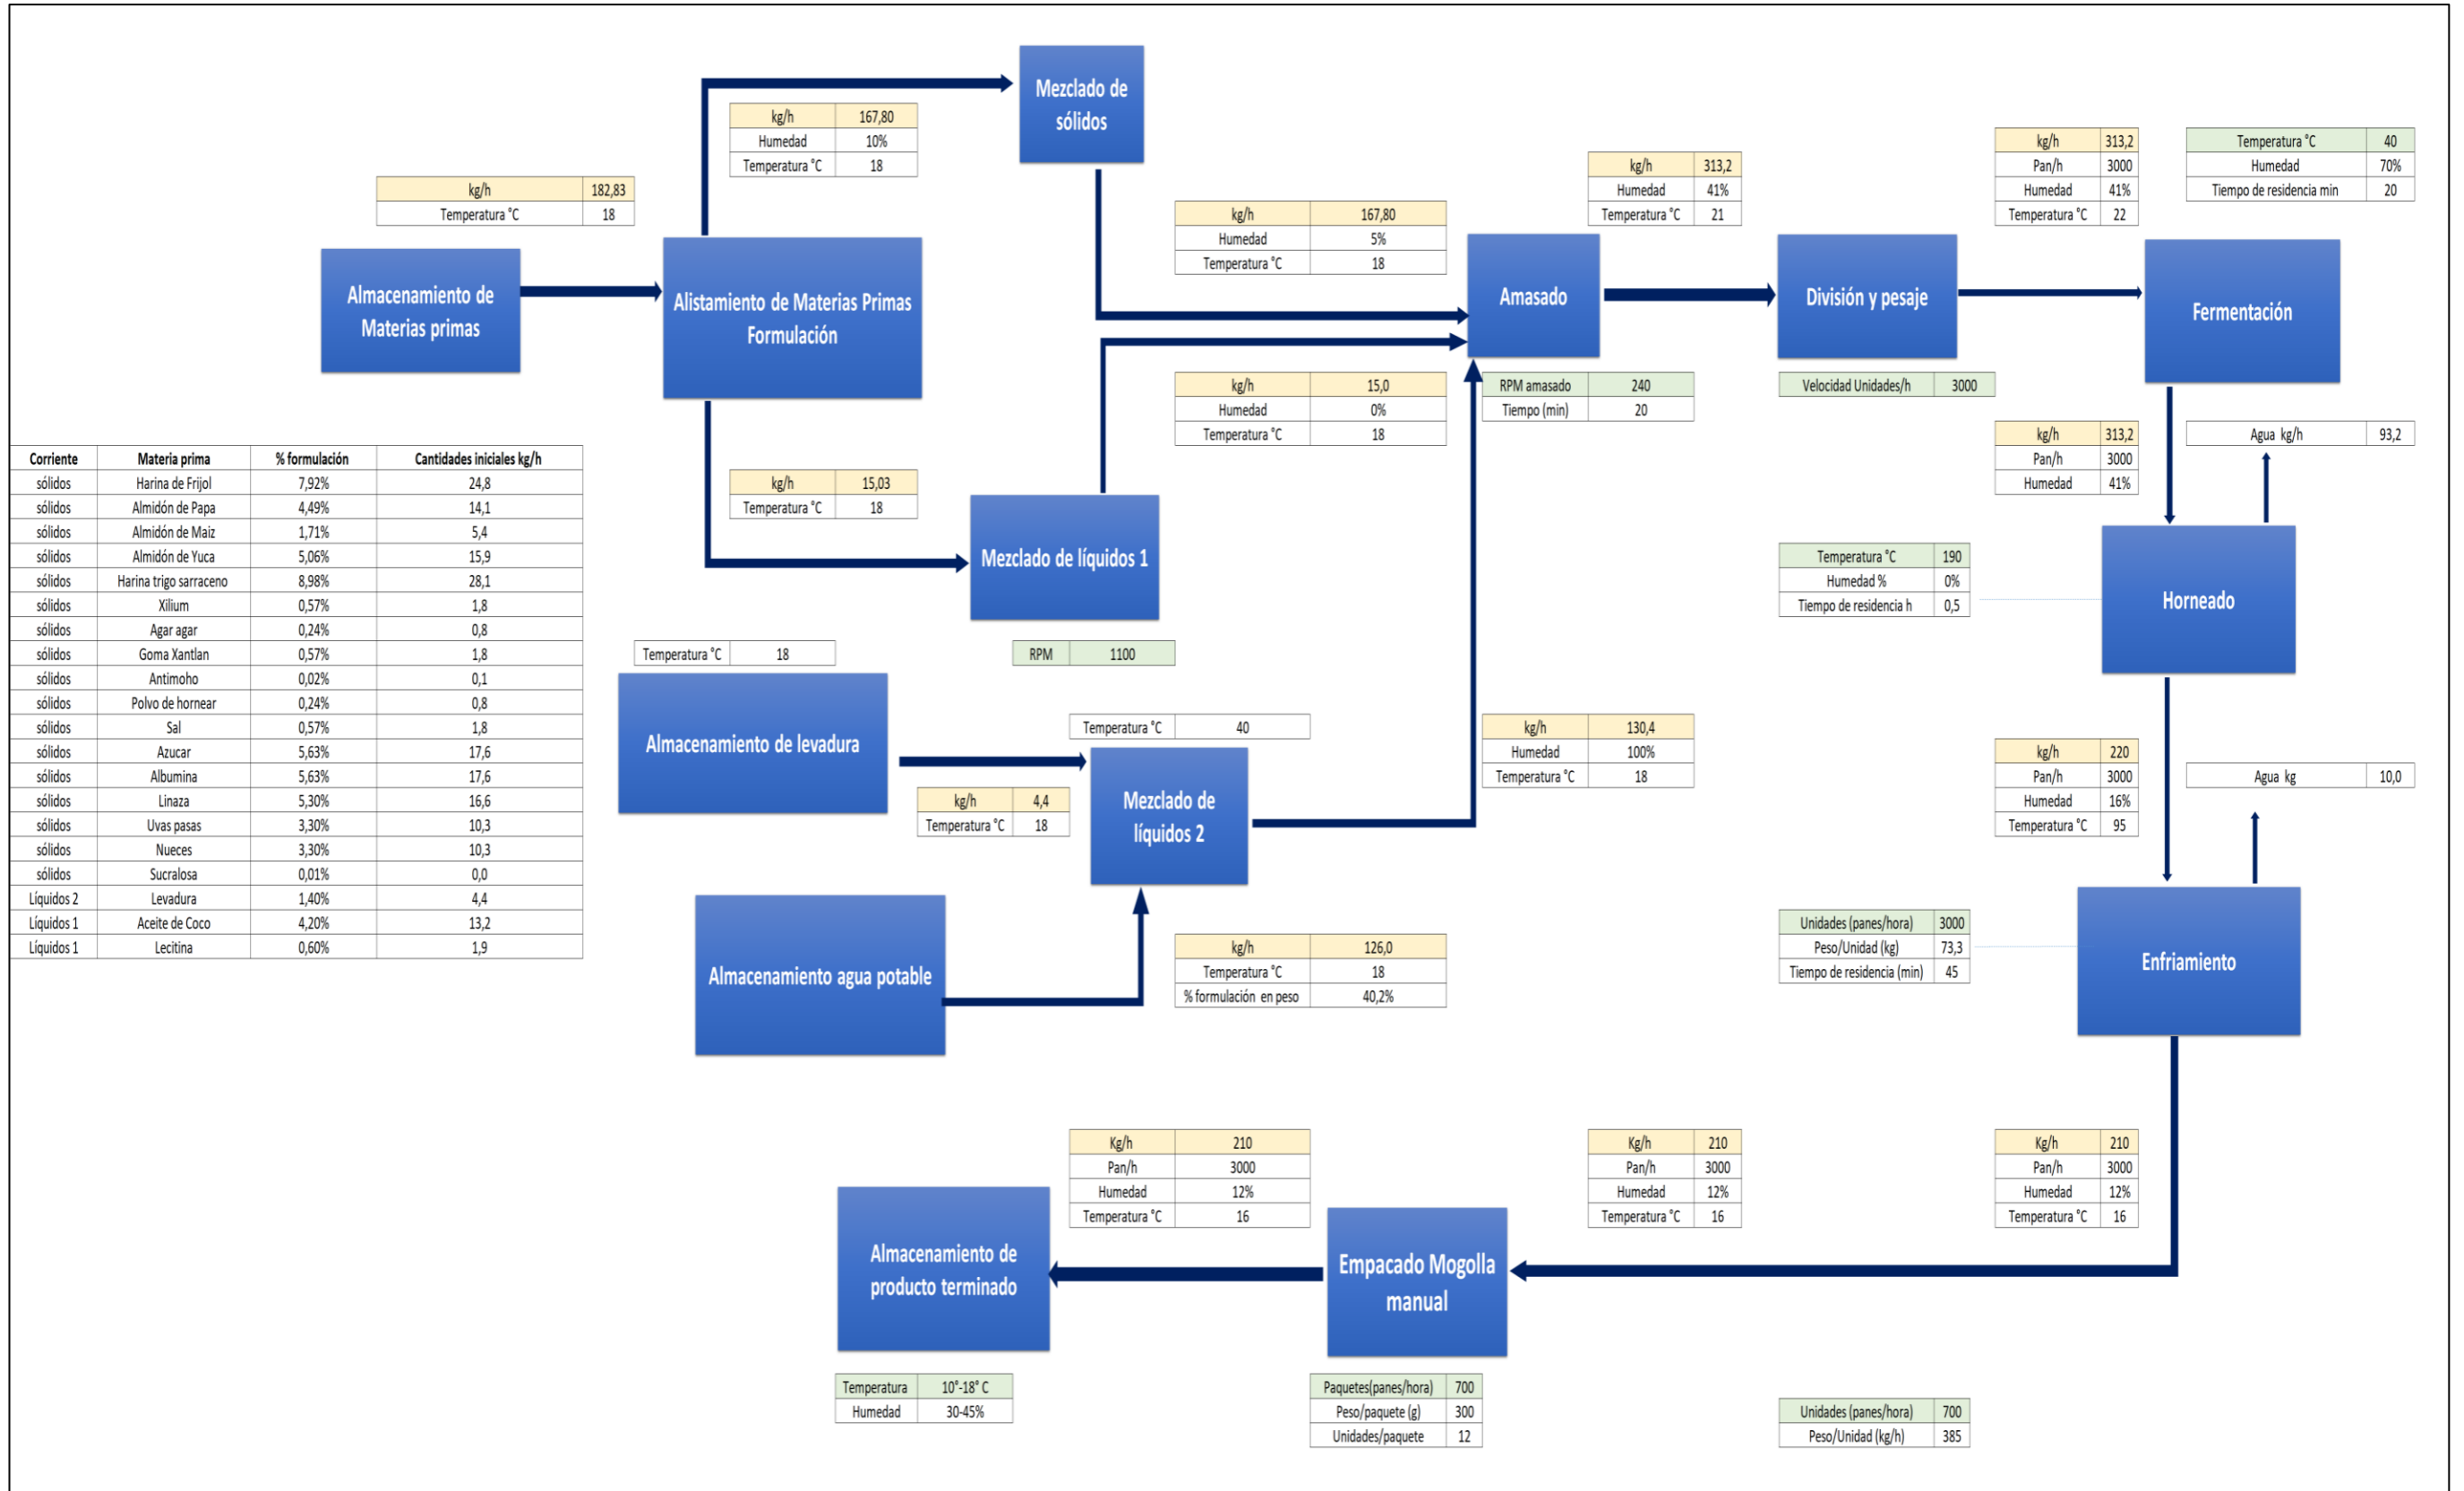 Mezclado de
sólidos
kg/h 167,80
Humedad 10%
Temperatura °C 18
kg/h 182,83
Temperatura °C 18
Almacenamiento de
Materias primas
Alistamiento de Materias Primas
Formulación
kg/h 167,80
Humedad 5%
Temperatura °C 18
kg/h 313,2
Humedad 41%
Temperatura °C 21
kg/h 313,2
Pan/h 3000
Humedad 41%
Temperatura °C 22
Temperatura °C 40
Humedad 70%
Tiempo de residencia min 20
Amasado
División y pesaje
Fermentación
kg/h 15,0
Humedad 0%
Temperatura °C 18
RPM amasado 240
Tiempo (min) 20
Velocidad Unidades/h 3000
kg/h 313,2
Pan/h 3000
Humedad 41%
Agua kg/h 93,2
Corriente Materia prima % formulación Cantidades iniciales kg/h
sólidos Harina de Frijol 7,92% 24,8
sólidos Almidón de Papa 4,49% 14,1
sólidos Almidón de Maiz 1,71% 5,4
sólidos Almidón de Yuca 5,06% 15,9
sólidos Harina trigo sarraceno 8,98% 28,1
sólidos Xilium 0,57% 1,8
sólidos Agar agar 0,24% 0,8
sólidos Goma Xantlan 0,57% 1,8
sólidos Antimoho 0,02% 0,1
sólidos Polvo de hornear 0,24% 0,8
sólidos Sal 0,57% 1,8
sólidos Azucar 5,63% 17,6
sólidos Albumina 5,63% 17,6
sólidos Linaza 5,30% 16,6
sólidos Uvas pasas 3,30% 10,3
sólidos Nueces 3,30% 10,3
sólidos Sucralosa 0,01% 0,0
Líquidos 2 Levadura 1,40% 4,4
Líquidos 1 Aceite de Coco 4,20% 13,2
Líquidos 1 Lecitina 0,60% 1,9
kg/h 15,03
Temperatura °C 18
Mezclado de líquidos 1
RPM 1100
Temperatura °C 190
Humedad % 0%
Tiempo de residencia h 0,5
Horneado
Temperatura °C 18
Almacenamiento de levadura
kg/h 4,4
Temperatura °C 18
Temperatura °C 40
Mezclado de
líquidos 2
kg/h 130,4
Humedad 100%
Temperatura °C 18
kg/h 220
Pan/h 3000
Humedad 16%
Temperatura °C 95
Agua kg 10,0
Almacenamiento agua potable
kg/h 126,0
Temperatura °C 18
% formulación en peso 40,2%
Unidades (panes/hora) 3000
Peso/Unidad (kg) 73,3
Tiempo de residencia (min) 45
Enfriamiento
Kg/h 210
Pan/h 3000
Humedad 12%
Temperatura °C 16
Kg/h 210
Pan/h 3000
Humedad 12%
Temperatura °C 16
Kg/h 210
Pan/h 3000
Humedad 12%
Temperatura °C 16
Almacenamiento de
producto terminado
Empacado Mogolla
manual
Temperatura 10°-18° C
Humedad 30-45%
Paquetes(panes/hora) 700
Peso/paquete (g) 300
Unidades/paquete 12
Unidades (panes/hora) 700
Peso/Unidad (kg/h) 385